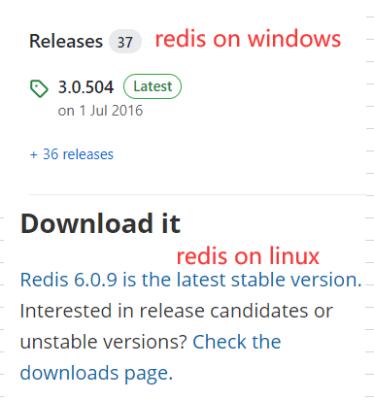 Releases 37 redis on windows
3.0.504 Latest
on 1 Jul 2016
+ 36 releases
Download it
redis on linux
Redis 6.0.9 is the latest stable version.
Interested in release candidates or
unstable versions? Check the
downloads page.